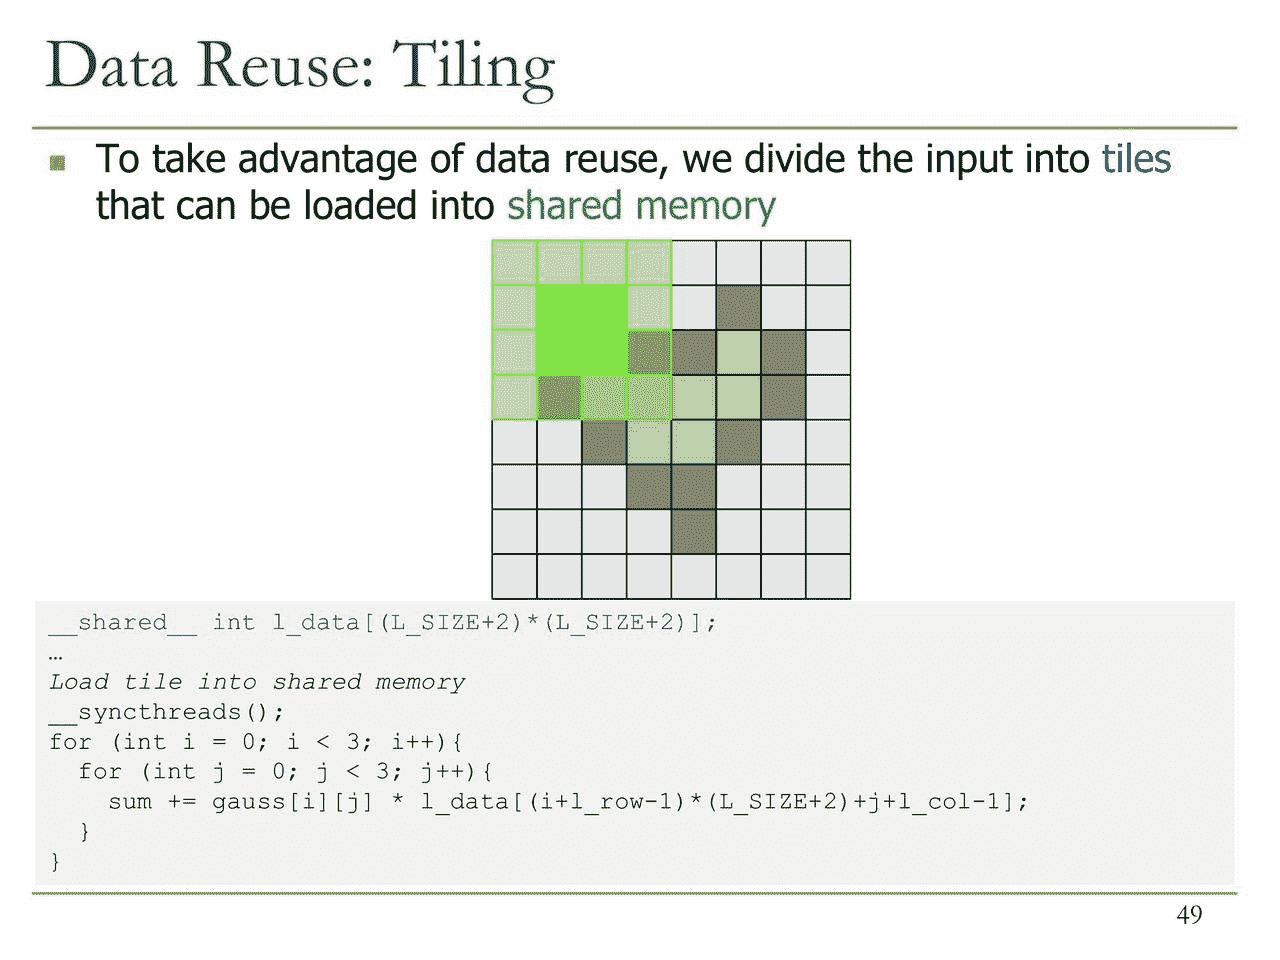 Data Reuse: Tiling
To take advantage of data reuse, we divide the input into tiles
that can be loaded into shared memory
__shared__ int l_data[(L_SIZE+2)*(L_SIZE+2)];
…
Load tile into shared memory
__syncthreads();
for (int i = 0; i < 3; i++){
  for (int j = 0; j < 3; j++){
    sum += gauss[i][j] * l_data[(i+l_row-1)*(L_SIZE+2)+j+l_col-1];
  }
}
49